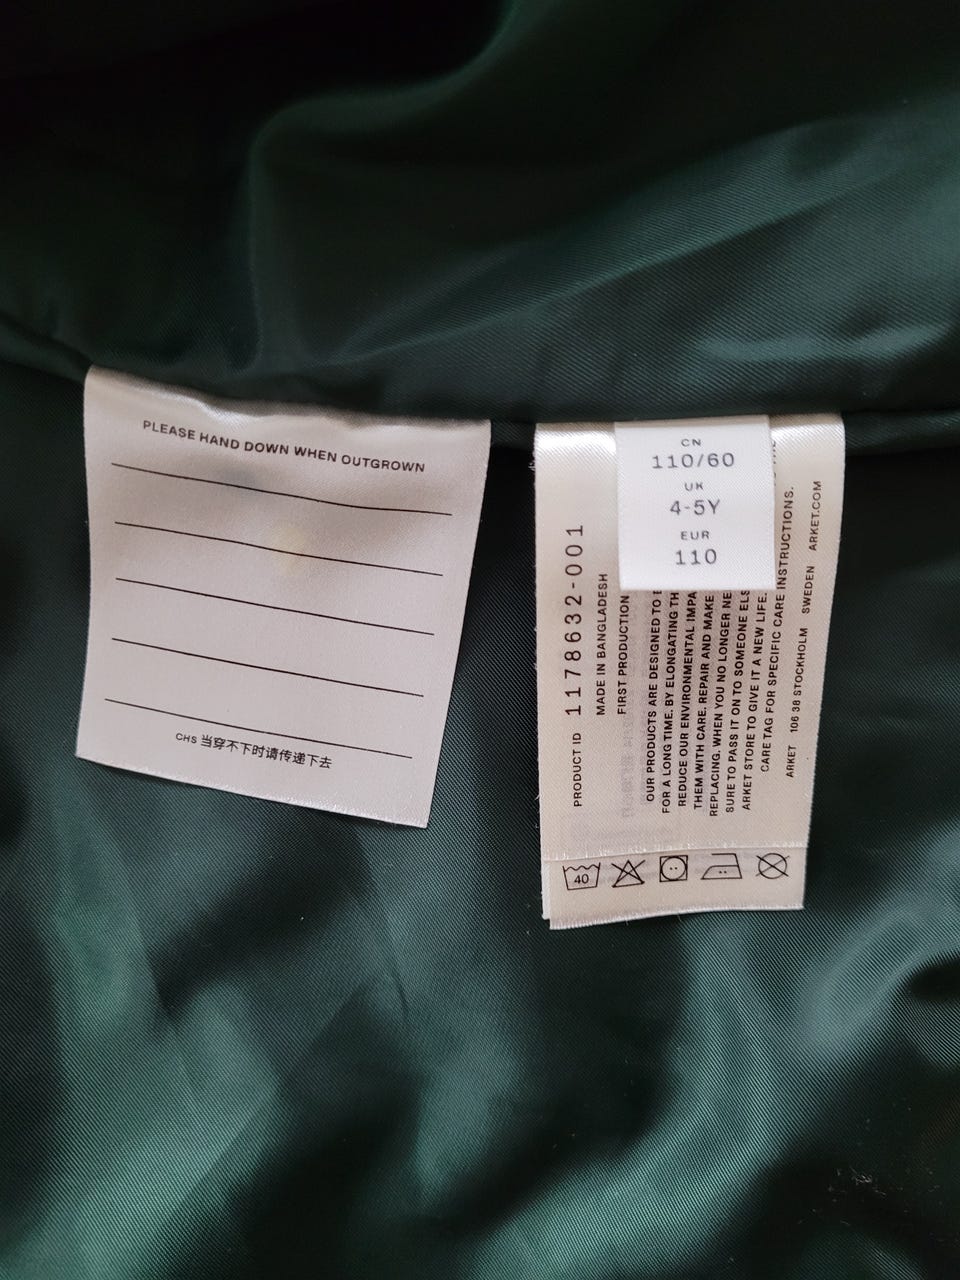 PLEASE HAND DOWN WHEN OUTGROWN
CHS 当穿不下时请传递下去
CN
110/60
UK
4-5Y
EUR
110
PRODUCT ID 1178632-001
MADE IN BANGLADESH
FIRST PRODUCTION
OUR PRODUCTS ARE DESIGNED TO
FOR A LONG TIME. BY ELONGATING TH
REDUCE OUR ENVIRONMENTAL IMPA
THEM WITH CARE. REPAIR AND MAKE
REPLACING. WHEN YOU NO LONGER NE
SURE TO PASS IT ON TO SOMEONE ELS
ARKET STORE TO GIVE IT A NEW LIFE.
CARE TAG FOR SPECIFIC CARE INSTRUCTIONS.
ARKET 106 38 STOCKHOLM SWEDEN ARKET.COM
40